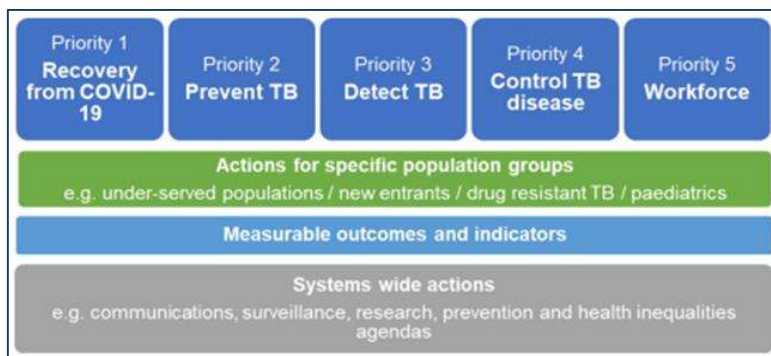 Priority 1
Recovery
from COVID-
19
Priority 2
Prevent TB
Priority 3
Detect TB
Priority 4
Control TB
disease
Priority 5
Workforce
Actions for specific population groups
e.g. under-served populations / new entrants / drug resistant TB / paediatrics
Measurable outcomes and indicators
Systems wide actions
e.g. communications, surveillance, research, prevention and health inequalities
agendas